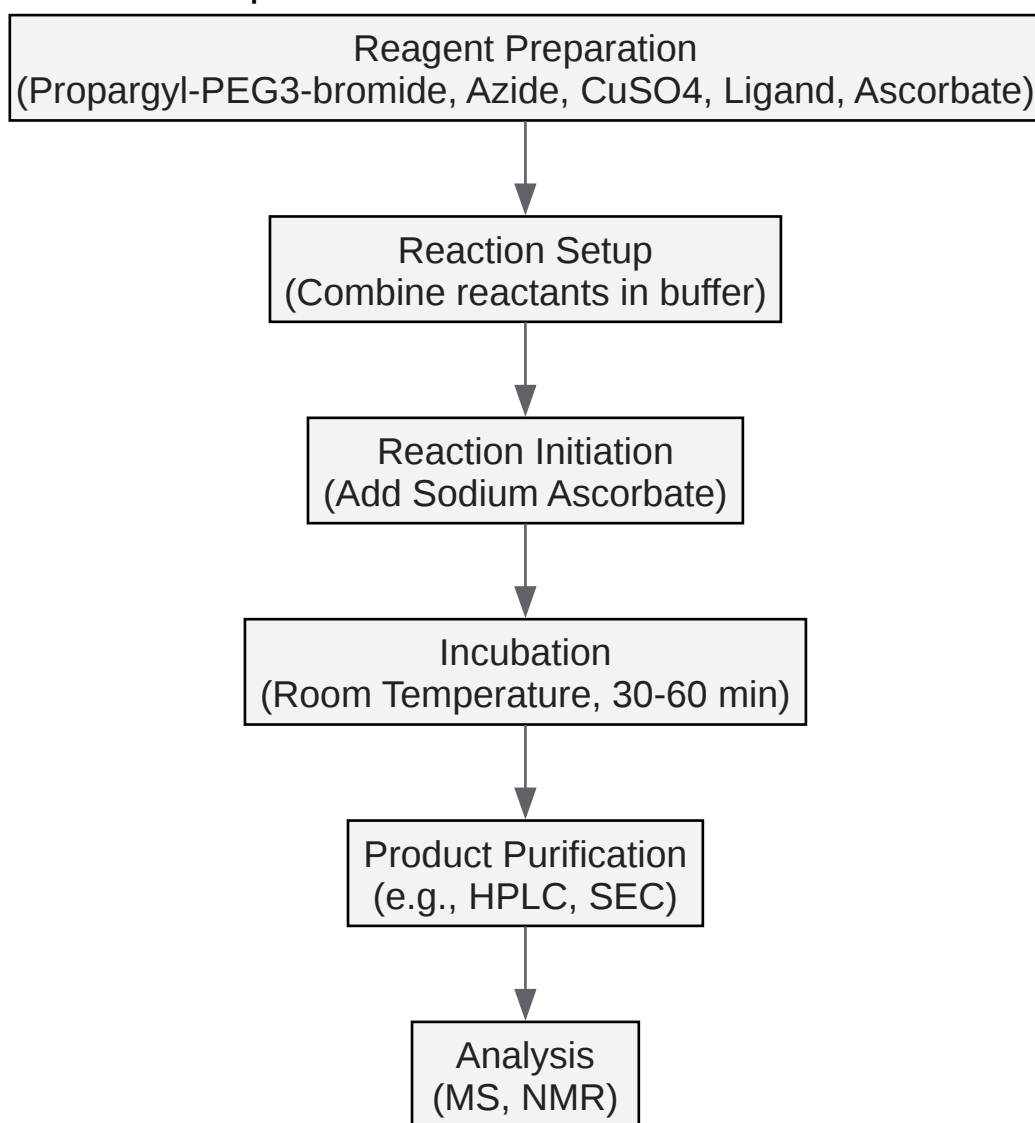 Reagent Preparation
(Propargyl-PEG3-bromide, Azide, CuSO4, Ligand, Ascorbate)
Reaction Setup
(Combine reactants in buffer)
Reaction Initiation
(Add Sodium Ascorbate)
Incubation
(Room Temperature, 30-60 min)
Product Purification
(e.g., HPLC, SEC)
Analysis
(MS, NMR)